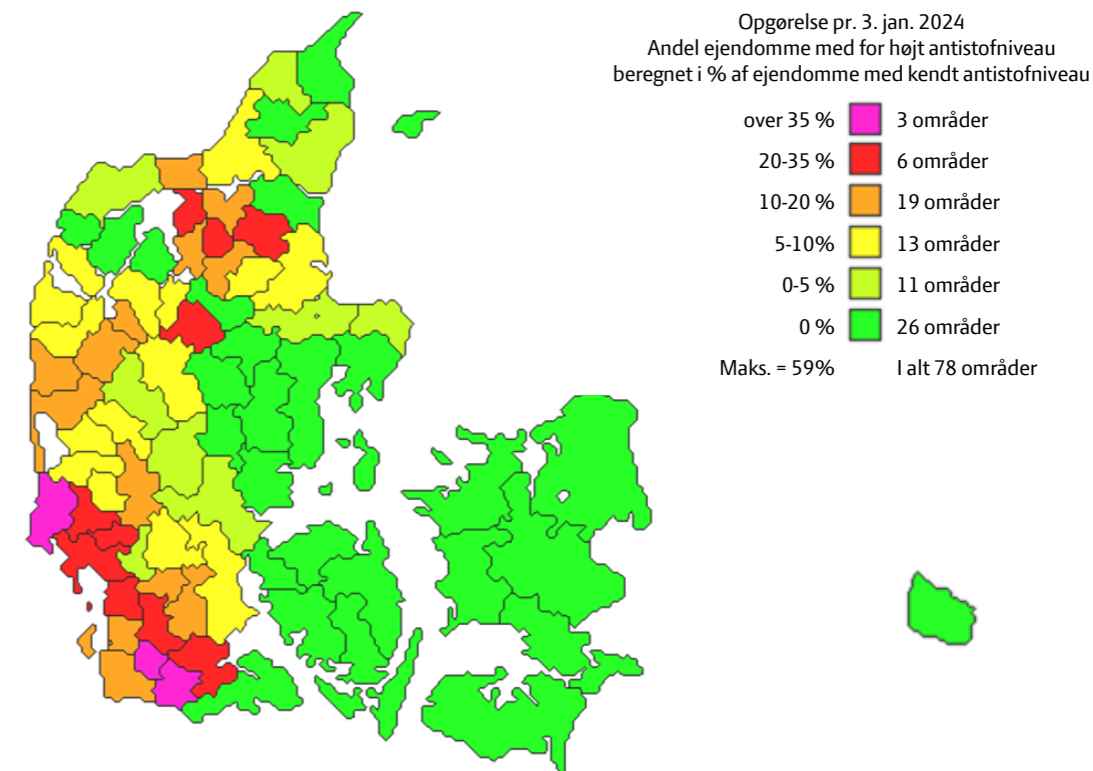 Opgørelse pr. 3. jan. 2024
Andel ejendomme med for højt antistofniveau
beregnet i % af ejendomme med kendt antistofniveau
over 35 % 3 områder
20-35 % 6 områder
10-20 % 19 områder
5-10% 13 områder
0-5 % 11 områder
0 % 26 områder
Maks. = 59% I alt 78 områder